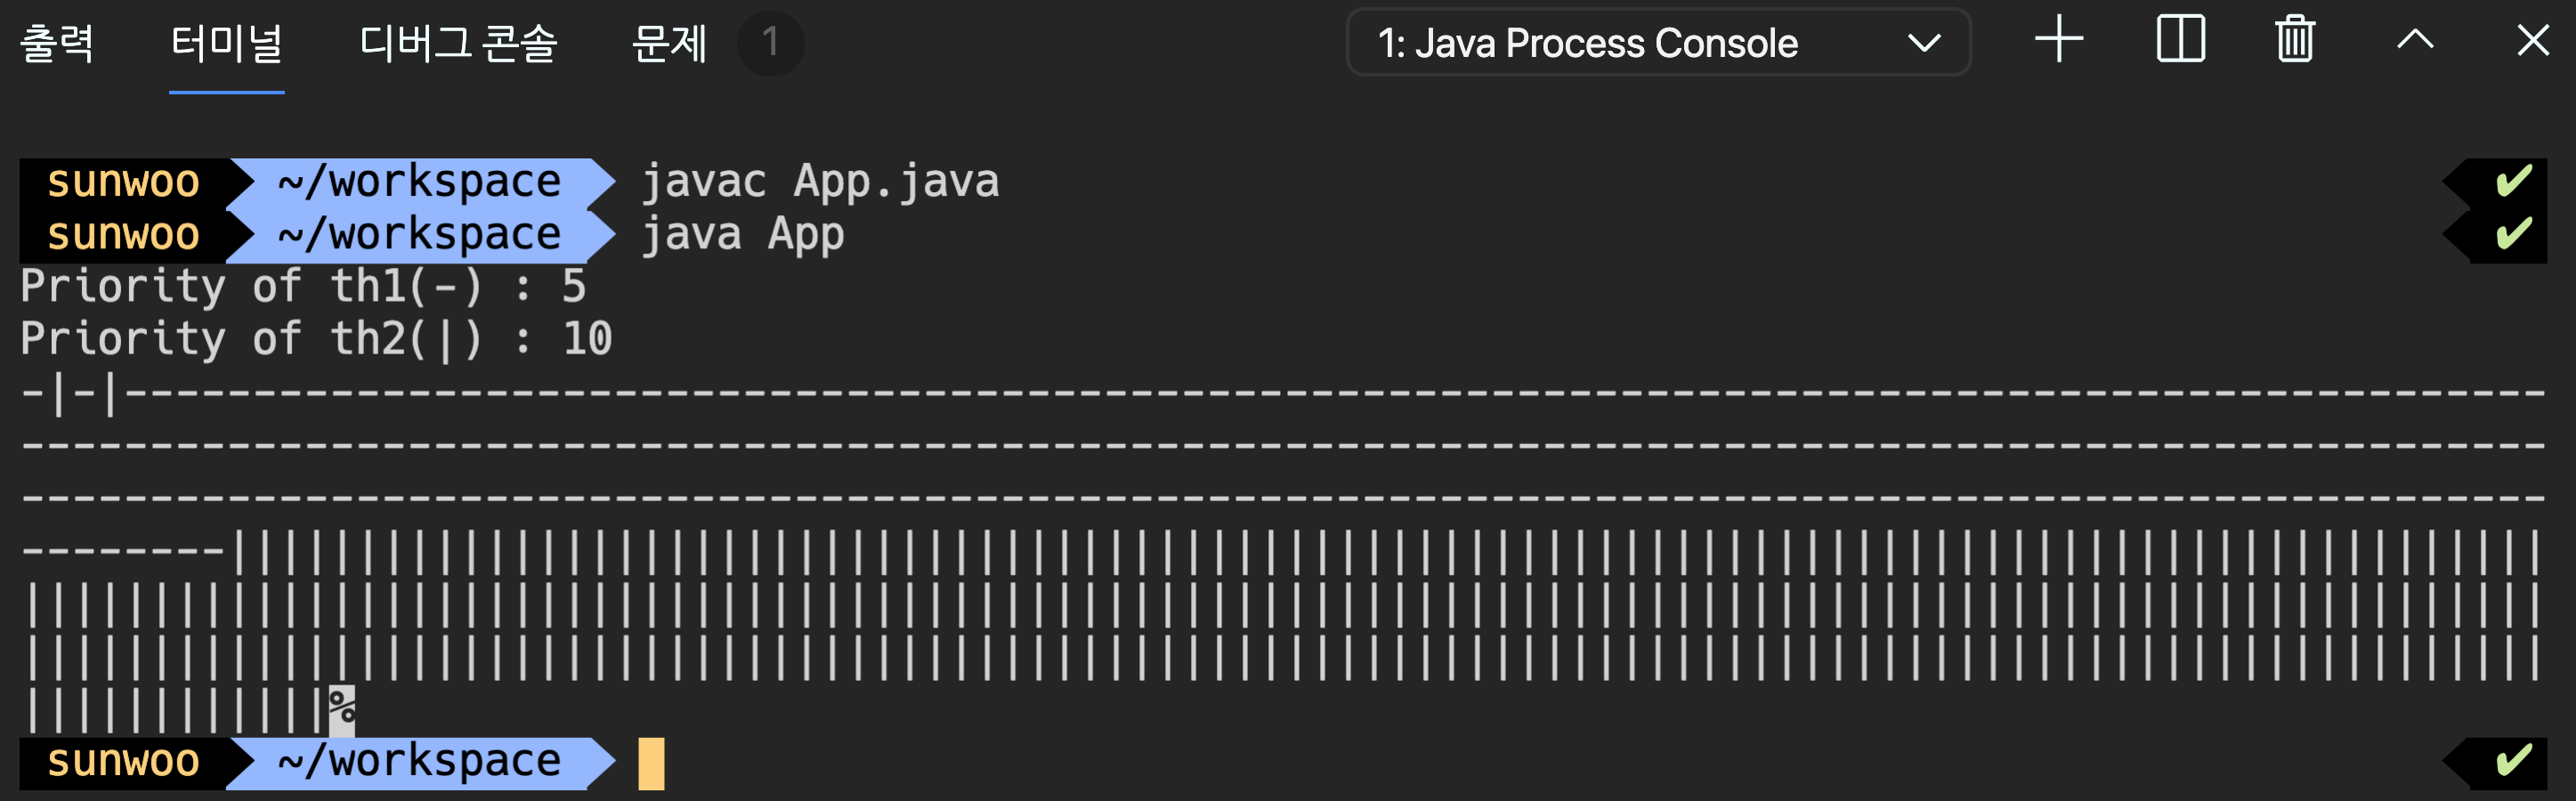 출력 터미널 디버그 콘솔 문제 1 1: Java Process Console
sunwoo ~/workspace javac App.java ✔
sunwoo ~/workspace java App ✔
Priority of th1(-) : 5
Priority of th2(|) : 10
-|-|----------------------------------------------------------------------------------------------
--------------------------------------------------------------------------------------------------
--------------------------------------------------------------------------------------------------
--------||||||||||||||||||||||||||||||||||||||||||||||||||||||||||||||||||||||||||||||||||||||||||
||||||||||||||||||||||||||||||||||||||||||||||||||||||||||||||||||||||||||||||||||||||||||||||||||
||||||||||||||||||||||||||||||||||||||||||||||||||||||||||||||||||||||||||||||||||||||||||||||||||
||||||||||||%
sunwoo ~/workspace ✔